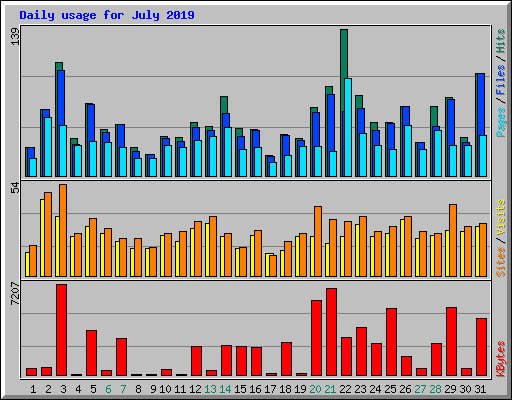 Daily usage for July 2019
139
54
7207
Pages / Files / Hits
Sites / Visits
KBytes
1 2 3 4 5 6 7 8 9 10 11 12 13 14 15 16 17 18 19 20 21 22 23 24 25 26 27 28 29 30 31